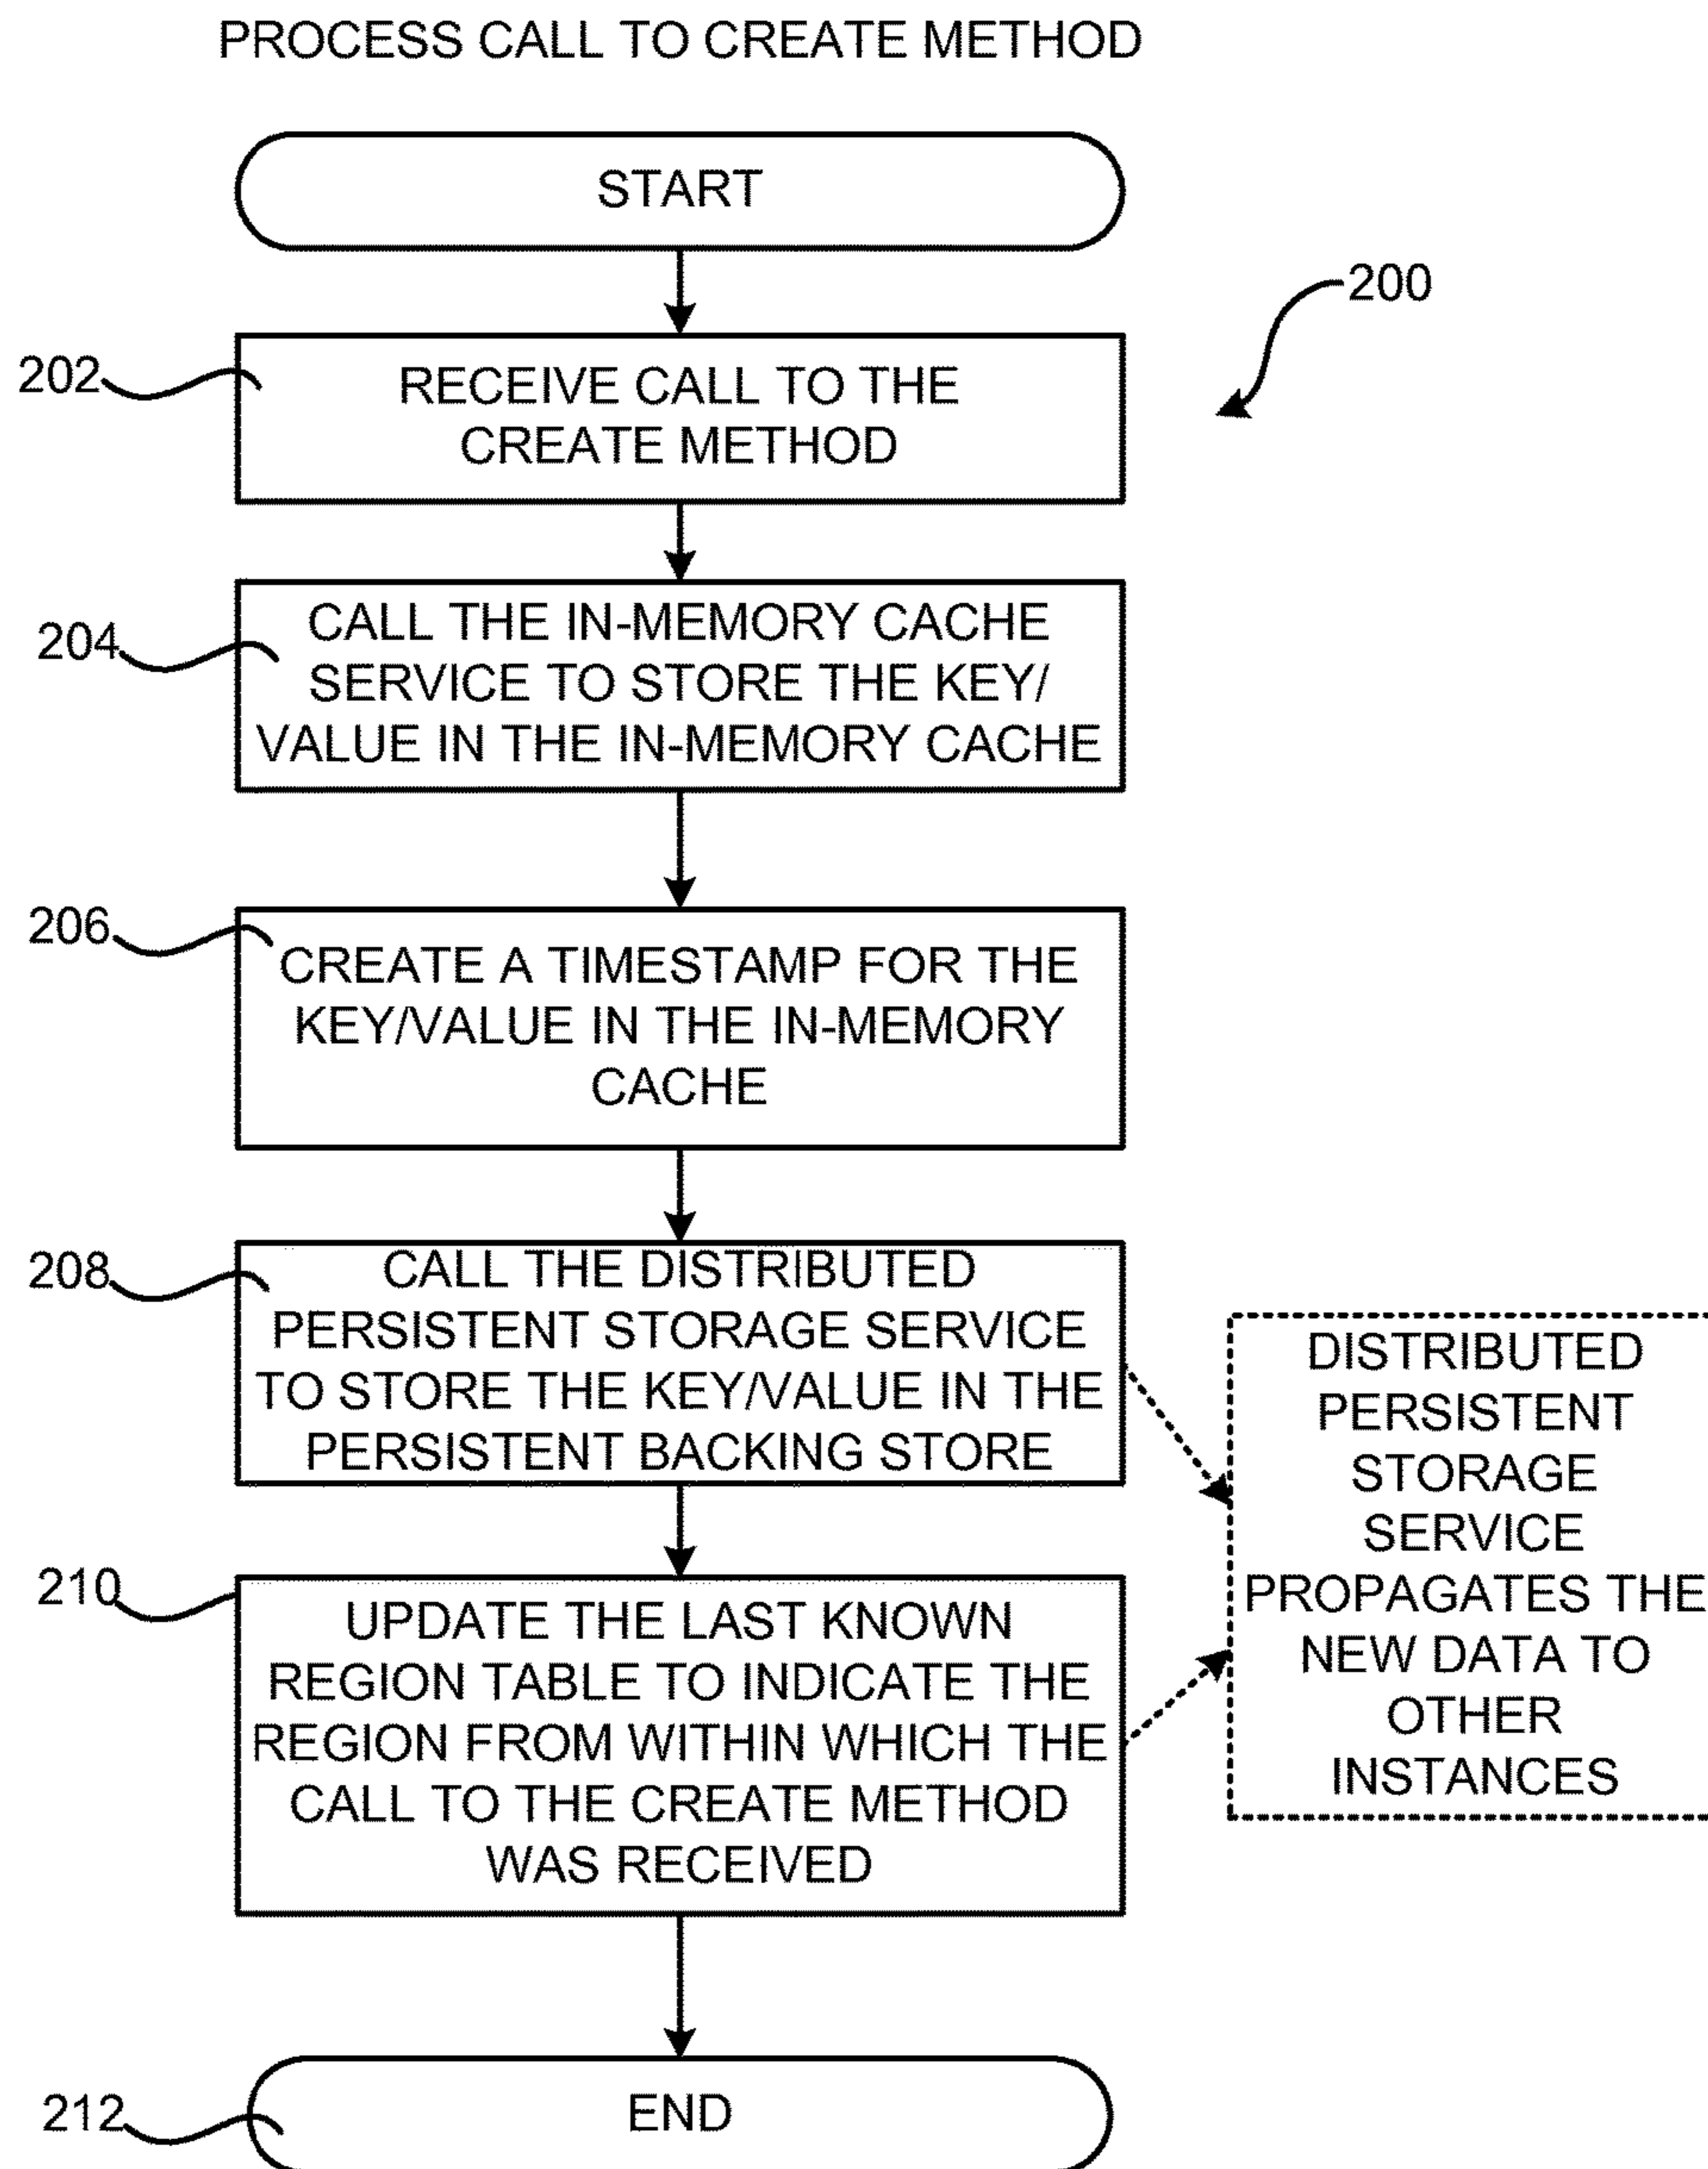 PROCESS CALL TO CREATE METHOD
START
200
202
RECEIVE CALL TO THE
CREATE METHOD
204
CALL THE IN-MEMORY CACHE
SERVICE TO STORE THE KEY/
VALUE IN THE IN-MEMORY CACHE
206
CREATE A TIMESTAMP FOR THE
KEY/VALUE IN THE IN-MEMORY
CACHE
208
CALL THE DISTRIBUTED
PERSISTENT STORAGE SERVICE
TO STORE THE KEY/VALUE IN THE
PERSISTENT BACKING STORE
DISTRIBUTED
PERSISTENT
STORAGE
SERVICE
PROPAGATES THE
NEW DATA TO
OTHER
INSTANCES
210
UPDATE THE LAST KNOWN
REGION TABLE TO INDICATE THE
REGION FROM WITHIN WHICH THE
CALL TO THE CREATE METHOD
WAS RECEIVED
212
END